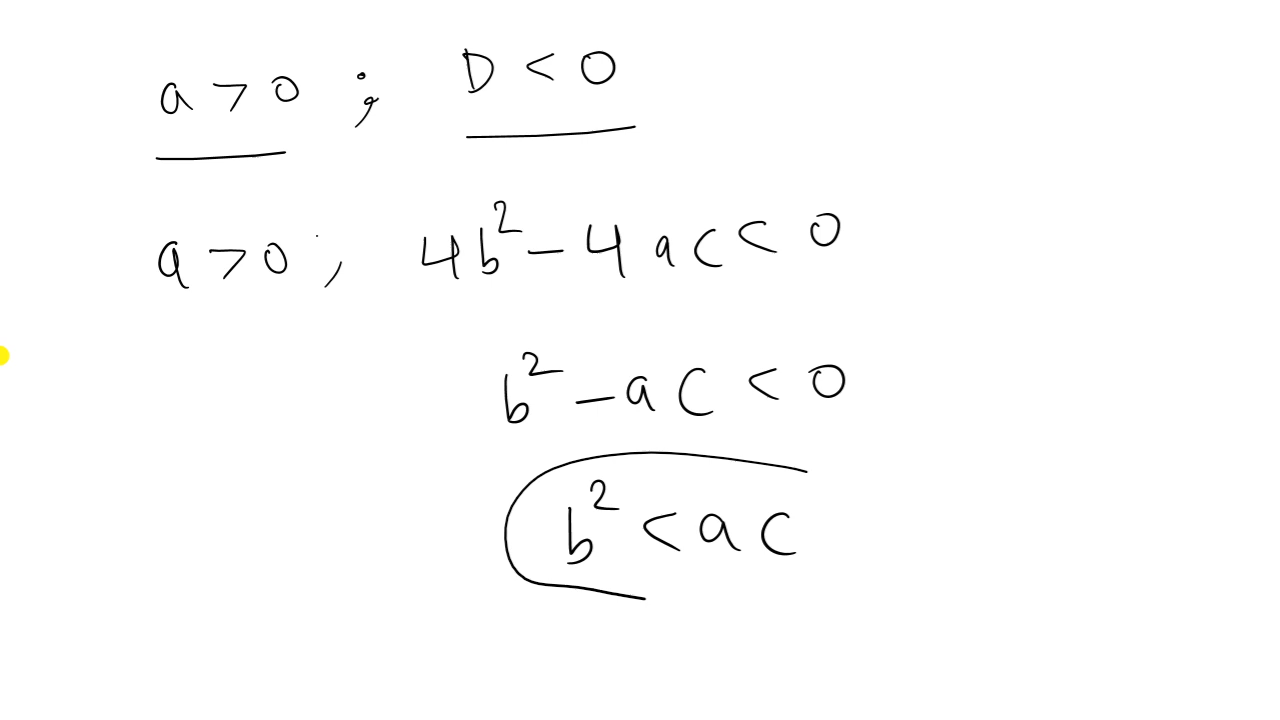 a > 0 ; D < 0
a > 0 ; 4b² - 4ac < 0
b² - ac < 0
b² < ac